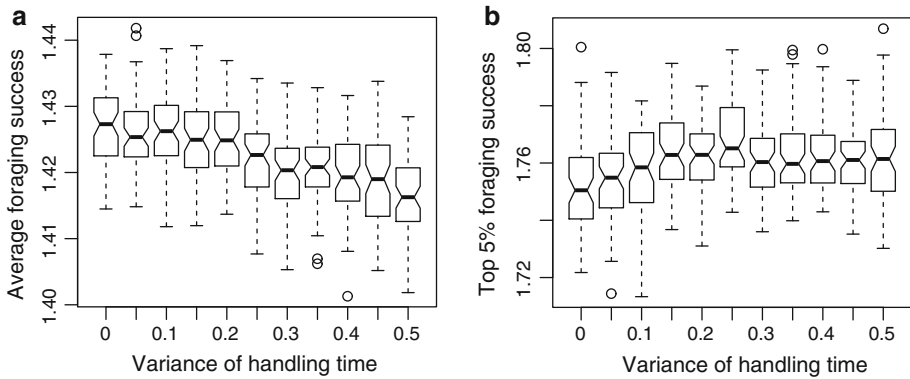 a
Average foraging success
1.44
1.43
1.42
1.41
1.40
0 0.1 0.2 0.3 0.4 0.5
Variance of handling time
b
Top 5% foraging success
1.80
1.76
1.72
0 0.1 0.2 0.3 0.4 0.5
Variance of handling time